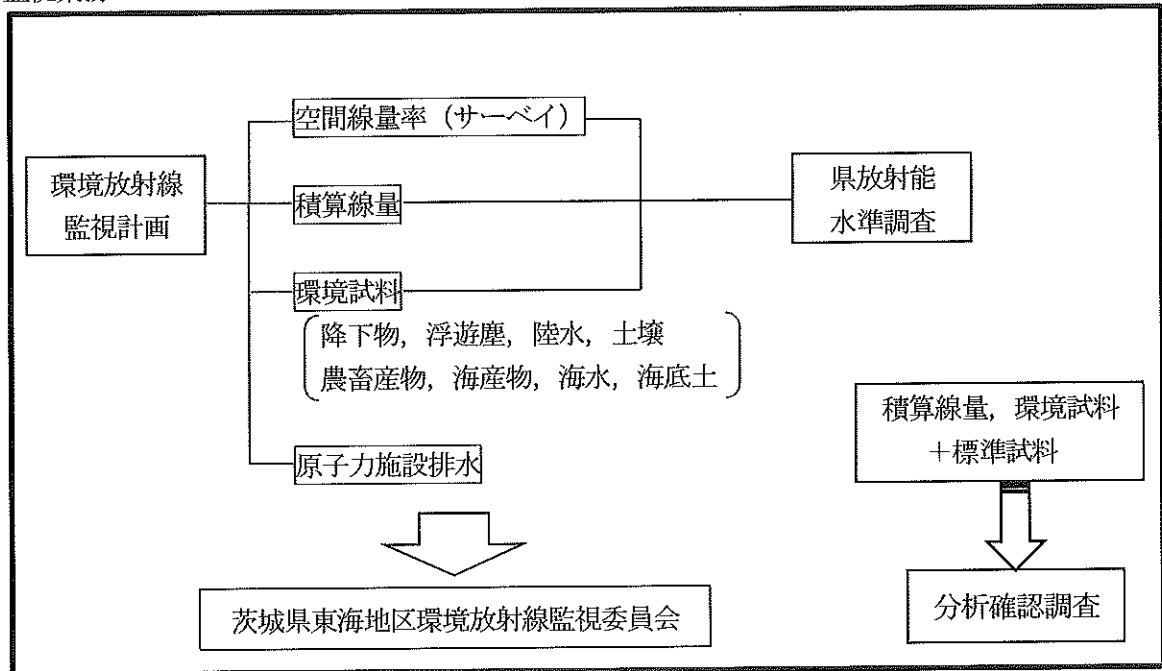 空間線量率（サーベイ）
環境放射線
監視計画
積算線量
県放射能
水準調査
環境試料
降下物，浮遊塵，陸水，土壌
農畜産物，海産物，海水，海底土
積算線量，環境試料
＋標準試料
原子力施設排水
茨城県東海地区環境放射線監視委員会
分析確認調査